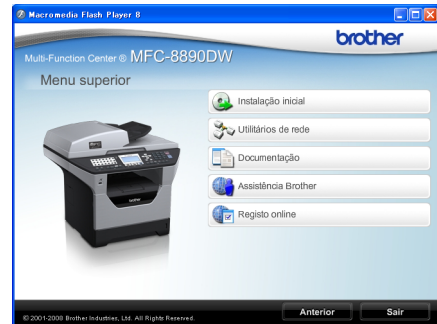 Macromedia Flash Player 8
brother
Multi-Function Center ® MFC-8890DW
Menu superior
Instalação inicial
Utilitários de rede
Documentação
Assistência Brother
Registo online
Anterior
Sair
© 2001-2009 Brother Industries, Ltd. All Rights Reserved.